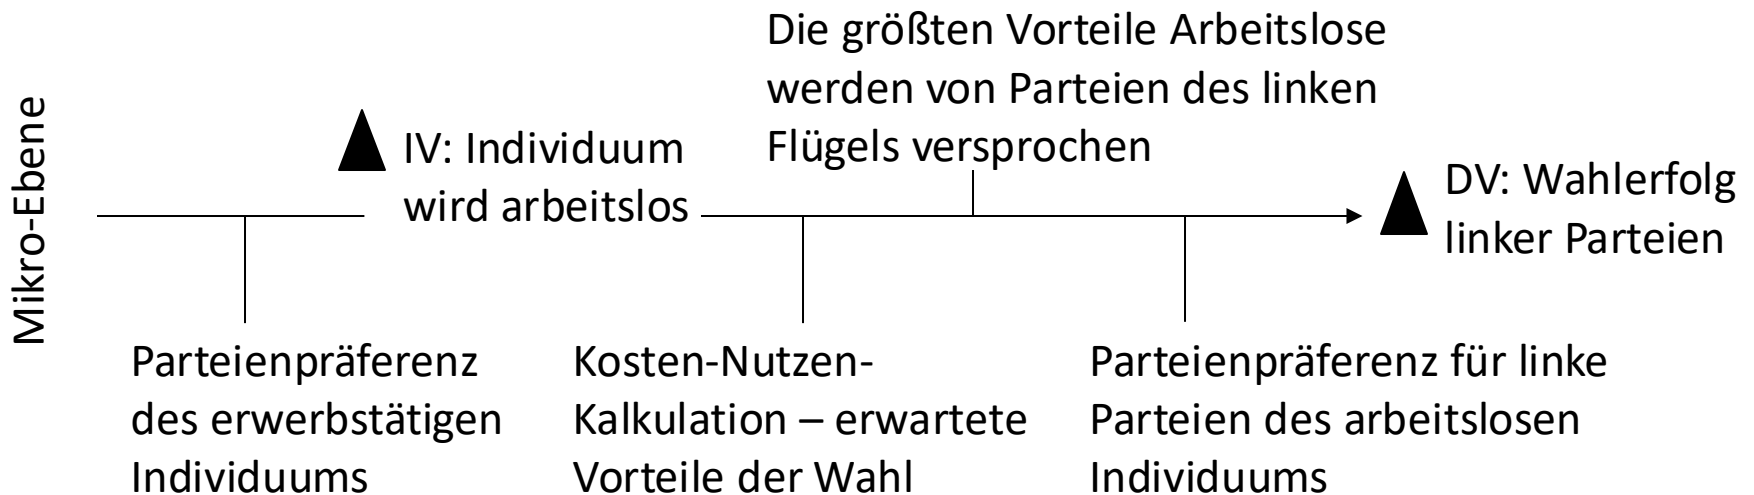 Mikro-Ebene
IV: Individuum
wird arbeitslos
Die größten Vorteile Arbeitslose
werden von Parteien des linken
Flügels versprochen
DV: Wahlerfolg
linker Parteien
Parteienpräferenz
des erwerbstätigen
Individuums
Kosten-Nutzen-
Kalkulation – erwartete
Vorteile der Wahl
Parteienpräferenz für linke
Parteien des arbeitslosen
Individuums